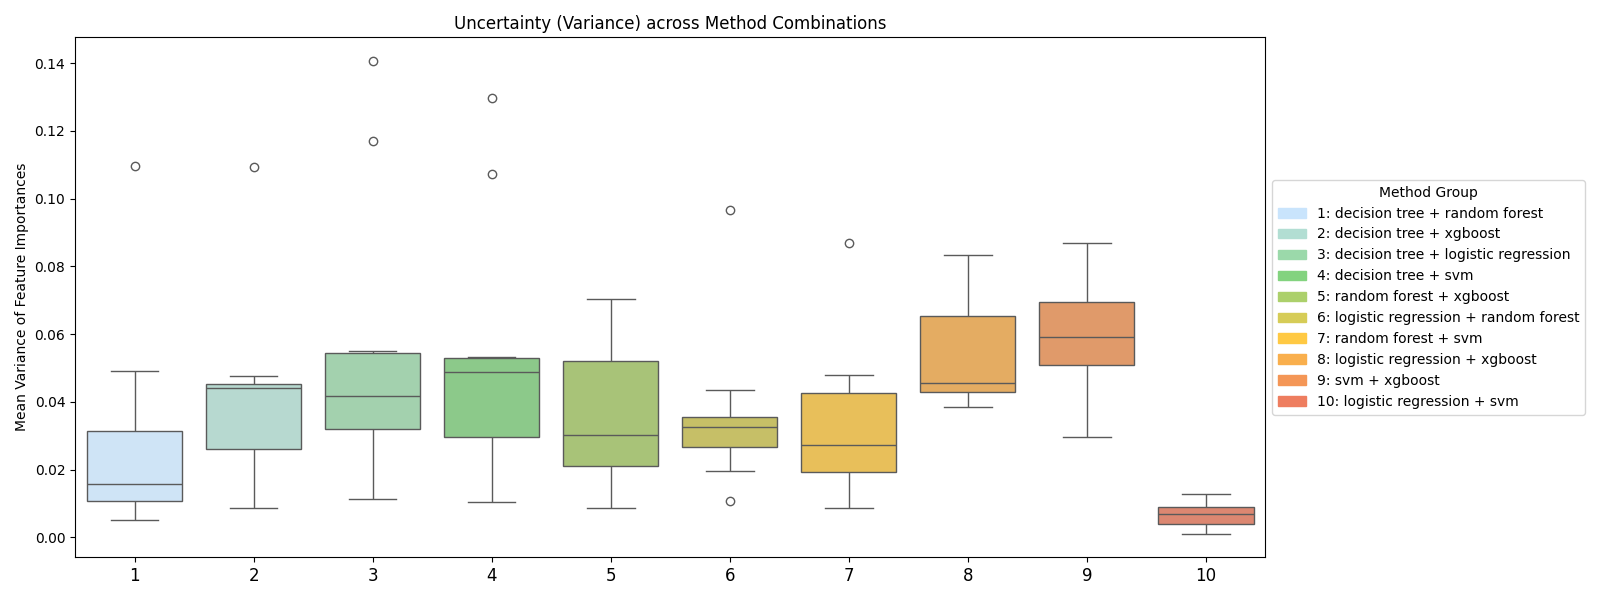 Uncertainty (Variance) across Method Combinations
Mean Variance of Feature Importances
0.14
0.12
0.10
0.08
0.06
0.04
0.02
0.00
1 2 3 4 5 6 7 8 9 10
Method Group
1: decision tree + random forest
2: decision tree + xgboost
3: decision tree + logistic regression
4: decision tree + svm
5: random forest + xgboost
6: logistic regression + random forest
7: random forest + svm
8: logistic regression + xgboost
9: svm + xgboost
10: logistic regression + svm